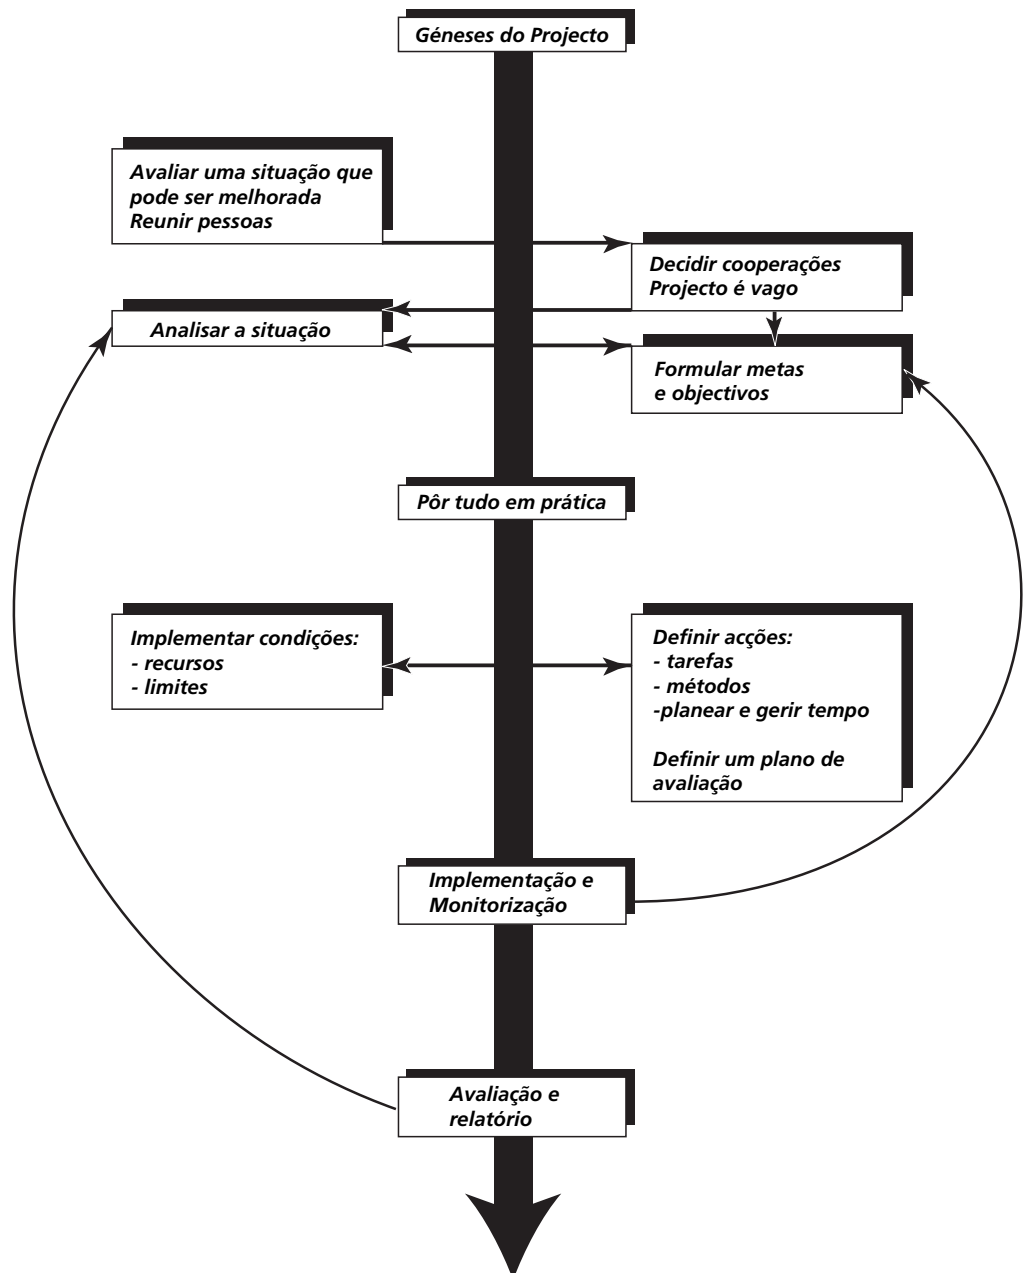 Géneses do Projecto
Avaliar uma situação que
pode ser melhorada
Reunir pessoas
Decidir cooperações
Projecto é vago
Analisar a situação
Formular metas
e objectivos
Pôr tudo em prática
Implementar condições:
- recursos
- limites
Definir acções:
- tarefas
- métodos
-planear e gerir tempo
Definir um plano de
avaliação
Implementação e
Monitorização
Avaliação e
relatório